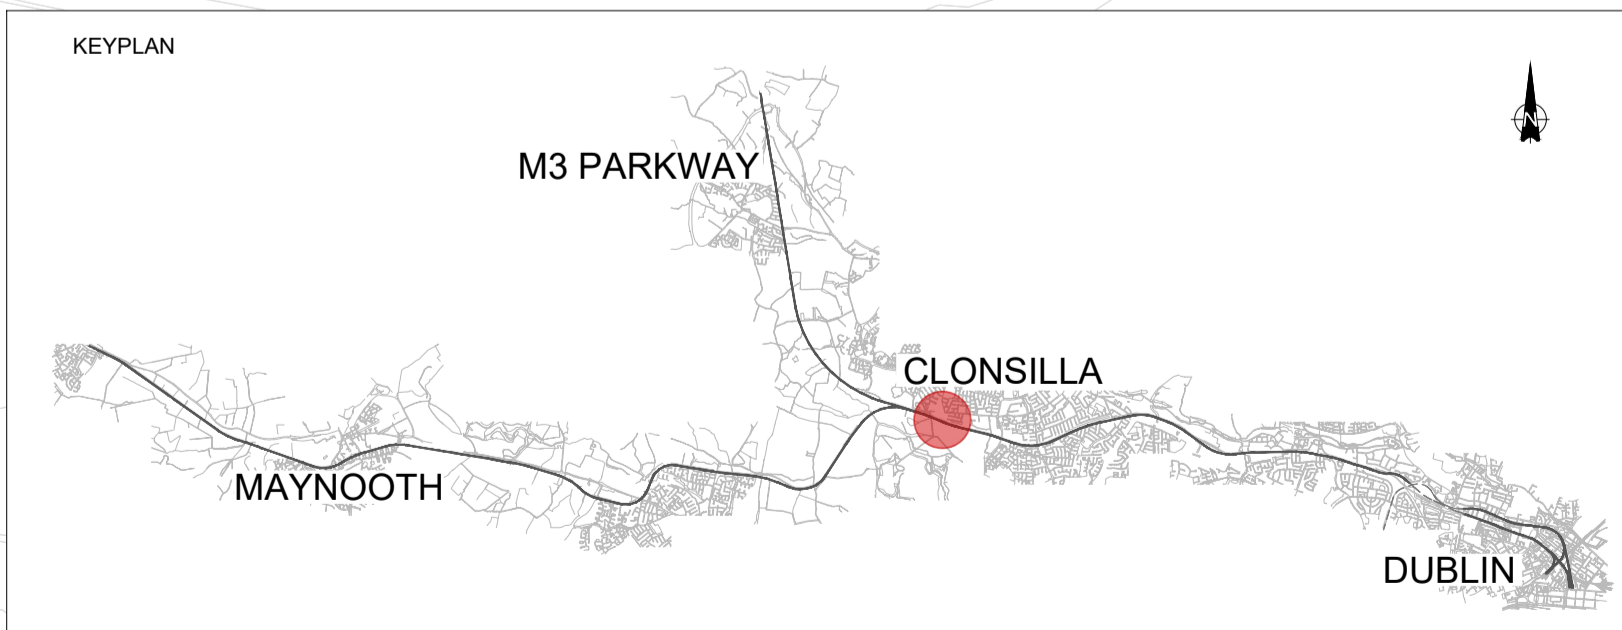 KEYPLAN
N
M3 PARKWAY
CLONSILLA
MAYNOOTH
DUBLIN